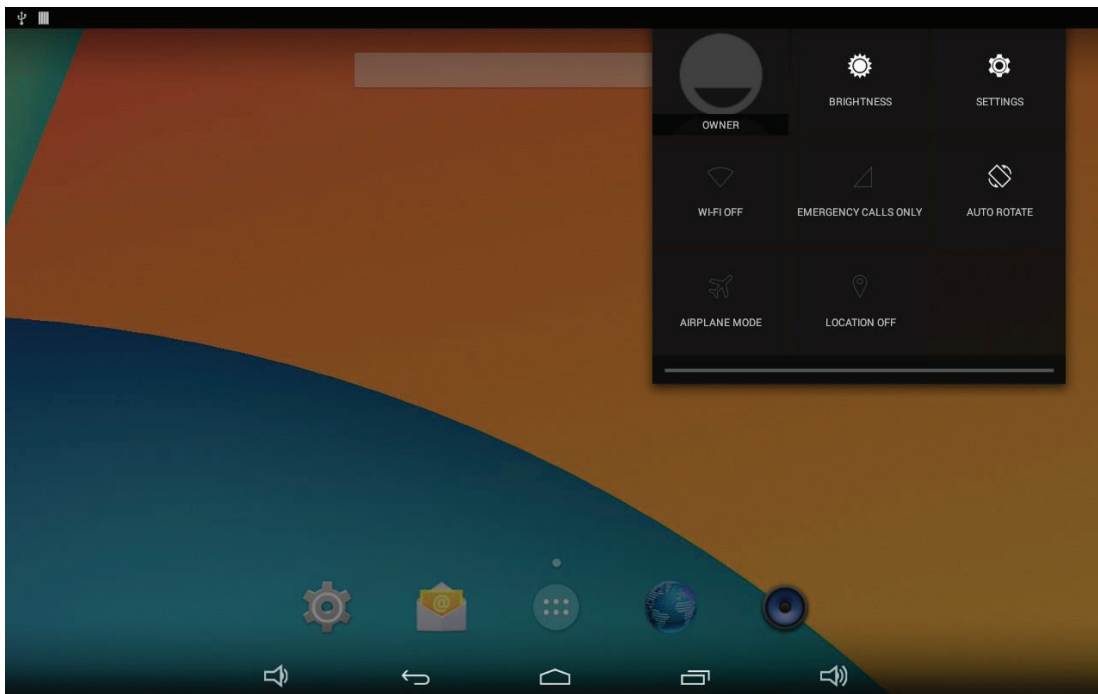 OWNER
BRIGHTNESS
SETTINGS
WI-FI OFF
EMERGENCY CALLS ONLY
AUTO ROTATE
AIRPLANE MODE
LOCATION OFF
@